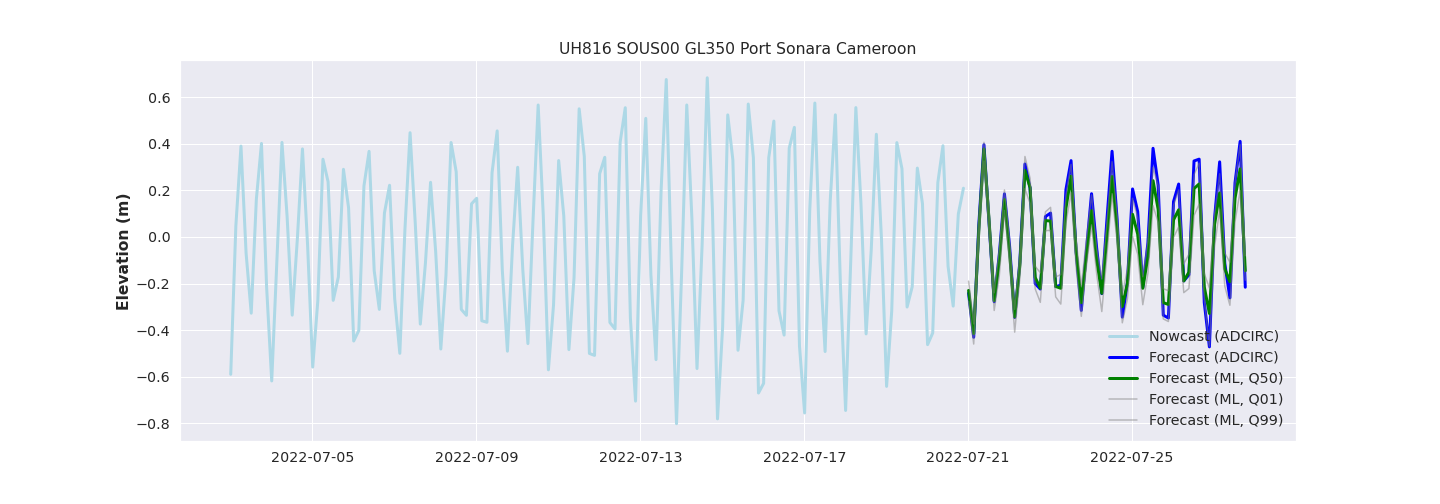 UH816 SOUS00 GL350 Port Sonara Cameroon
Elevation (m)
0.6
0.4
0.2
0.0
−0.2
−0.4
−0.6
−0.8
Nowcast (ADCIRC)
Forecast (ADCIRC)
Forecast (ML, Q50)
Forecast (ML, Q01)
Forecast (ML, Q99)
2022-07-05
2022-07-09
2022-07-13
2022-07-17
2022-07-21
2022-07-25